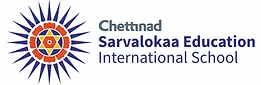 Chettinad
Sarvalokaa Education
International School